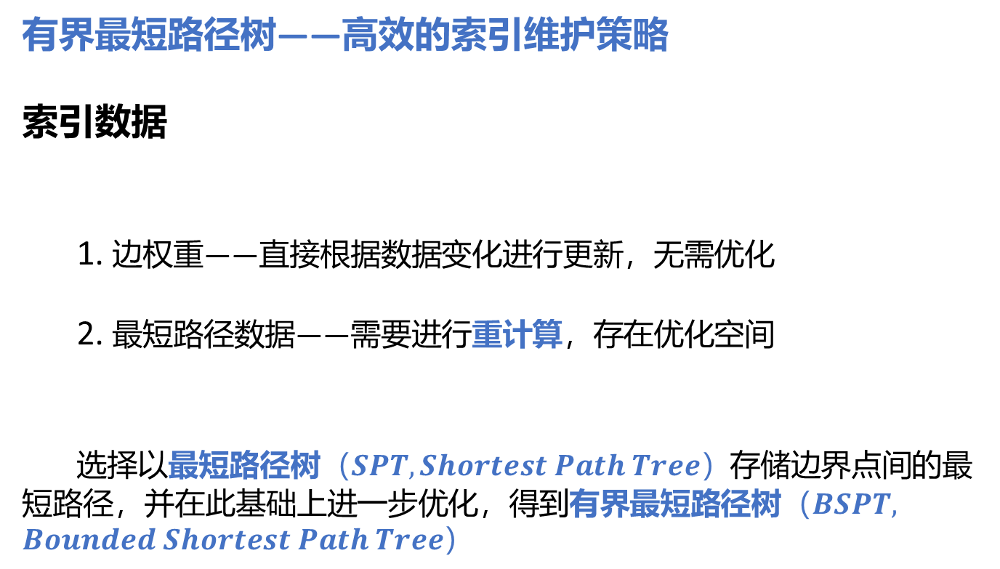 有界最短路径树——高效的索引维护策略
索引数据
1. 边权重——直接根据数据变化进行更新，无需优化
2. 最短路径数据——需要进行重计算，存在优化空间
选择以最短路径树（SPT, Shortest Path Tree）存储边界点间的最
短路径，并在此基础上进一步优化，得到有界最短路径树（BSPT,
Bounded Shortest Path Tree）